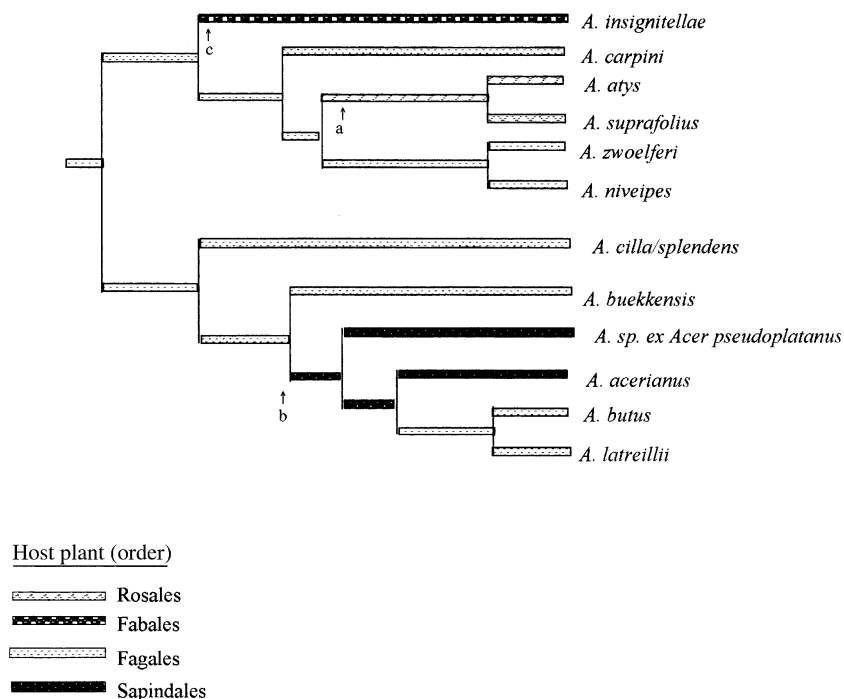 A. insignitellae
c
A. carpini
A. atys
a
A. suprafolius
A. zwoelferi
A. niveipes
A. cilla/splendens
A. buekkensis
A. sp. ex Acer pseudoplatanus
A. acerianus
b
A. butus
A. latreillii
Host plant (order)
Rosales
Fabales
Fagales
Sapindales